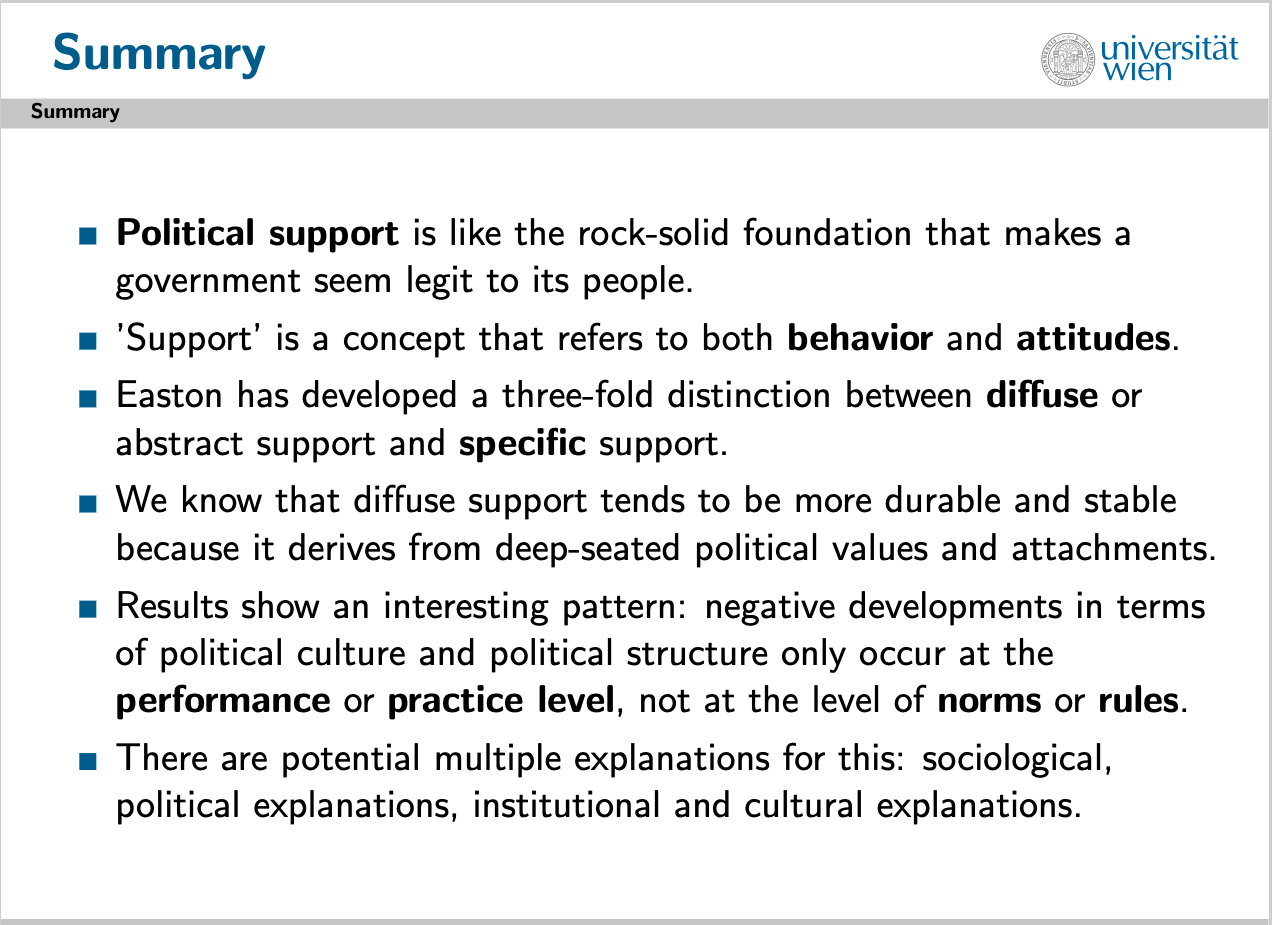 Summary
universität
wien
Summary
Political support is like the rock-solid foundation that makes a
government seem legit to its people.
'Support' is a concept that refers to both behavior and attitudes.
Easton has developed a three-fold distinction between diffuse or
abstract support and specific support.
We know that diffuse support tends to be more durable and stable
because it derives from deep-seated political values and attachments.
Results show an interesting pattern: negative developments in terms
of political culture and political structure only occur at the
performance or practice level, not at the level of norms or rules.
There are potential multiple explanations for this: sociological,
political explanations, institutional and cultural explanations.